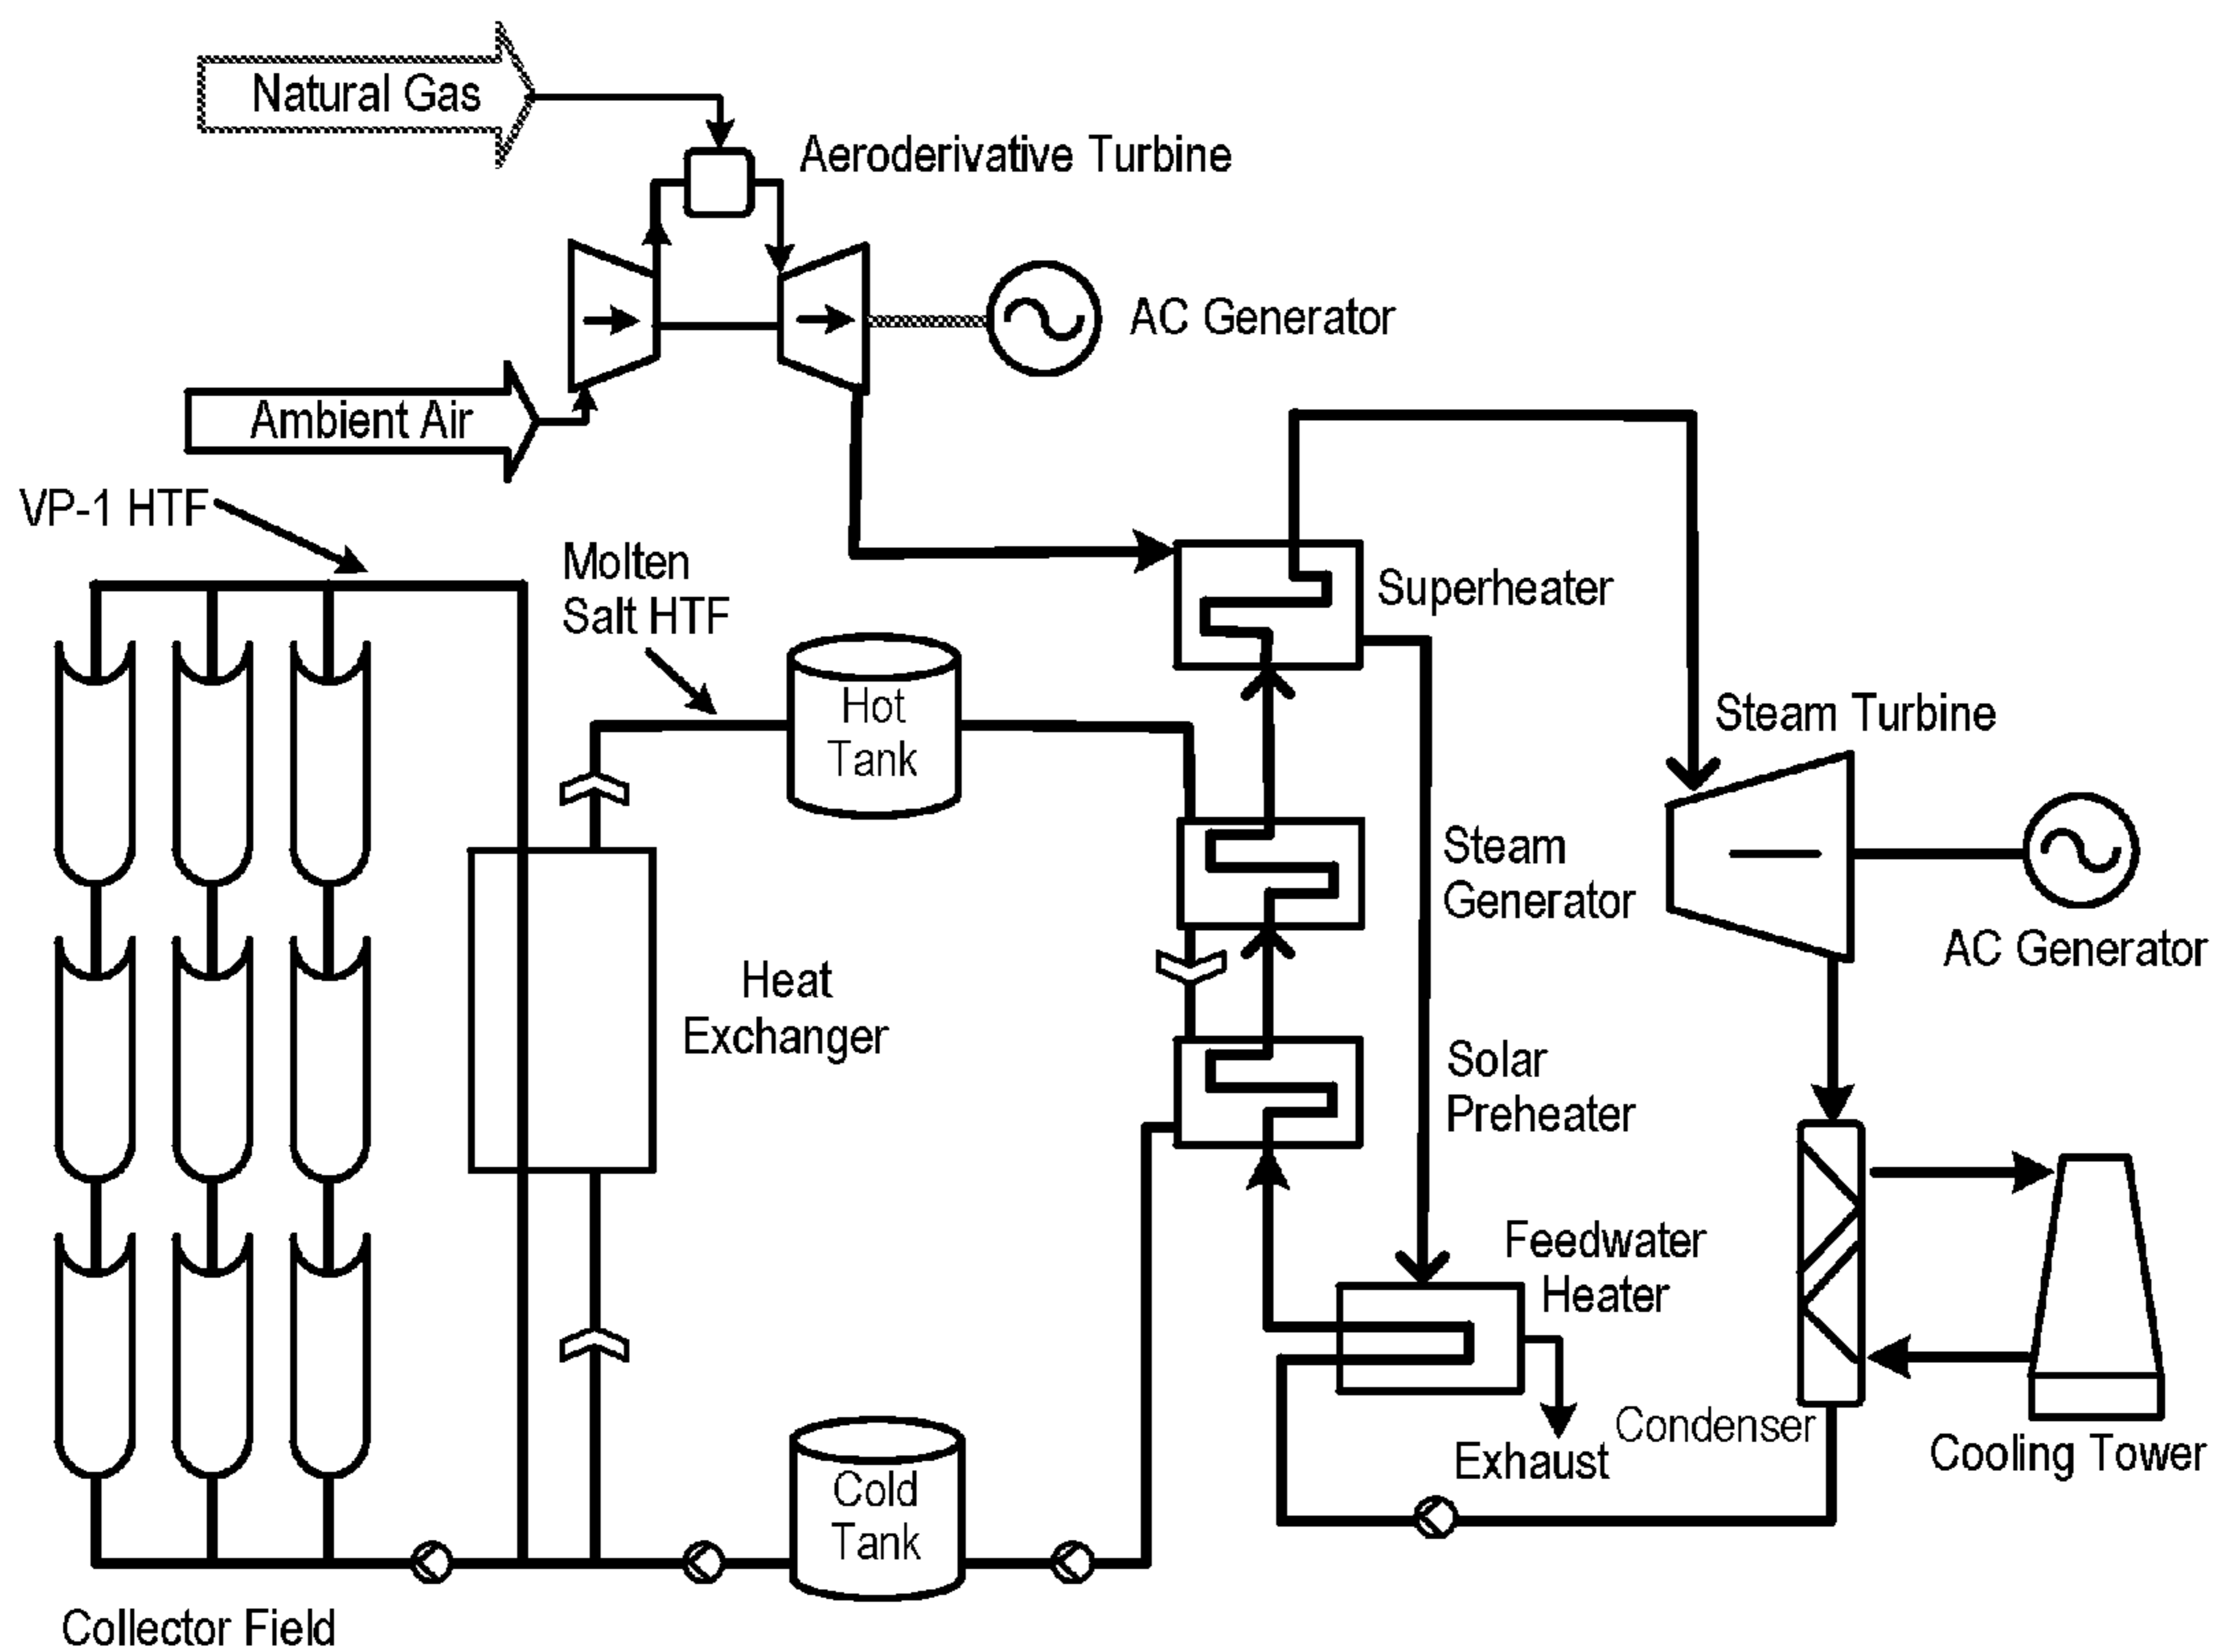 Natural Gas
Aeroderivative Turbine
AC Generator
Ambient Air
VP-1 HTF
Molten
Salt HTF
Superheater
Hot
Tank
Steam Turbine
Steam
Generator
AC Generator
Heat
Exchanger
Solar
Preheater
Feedwater
Heater
Exhaust
Condenser
Cooling Tower
Cold
Tank
Collector Field